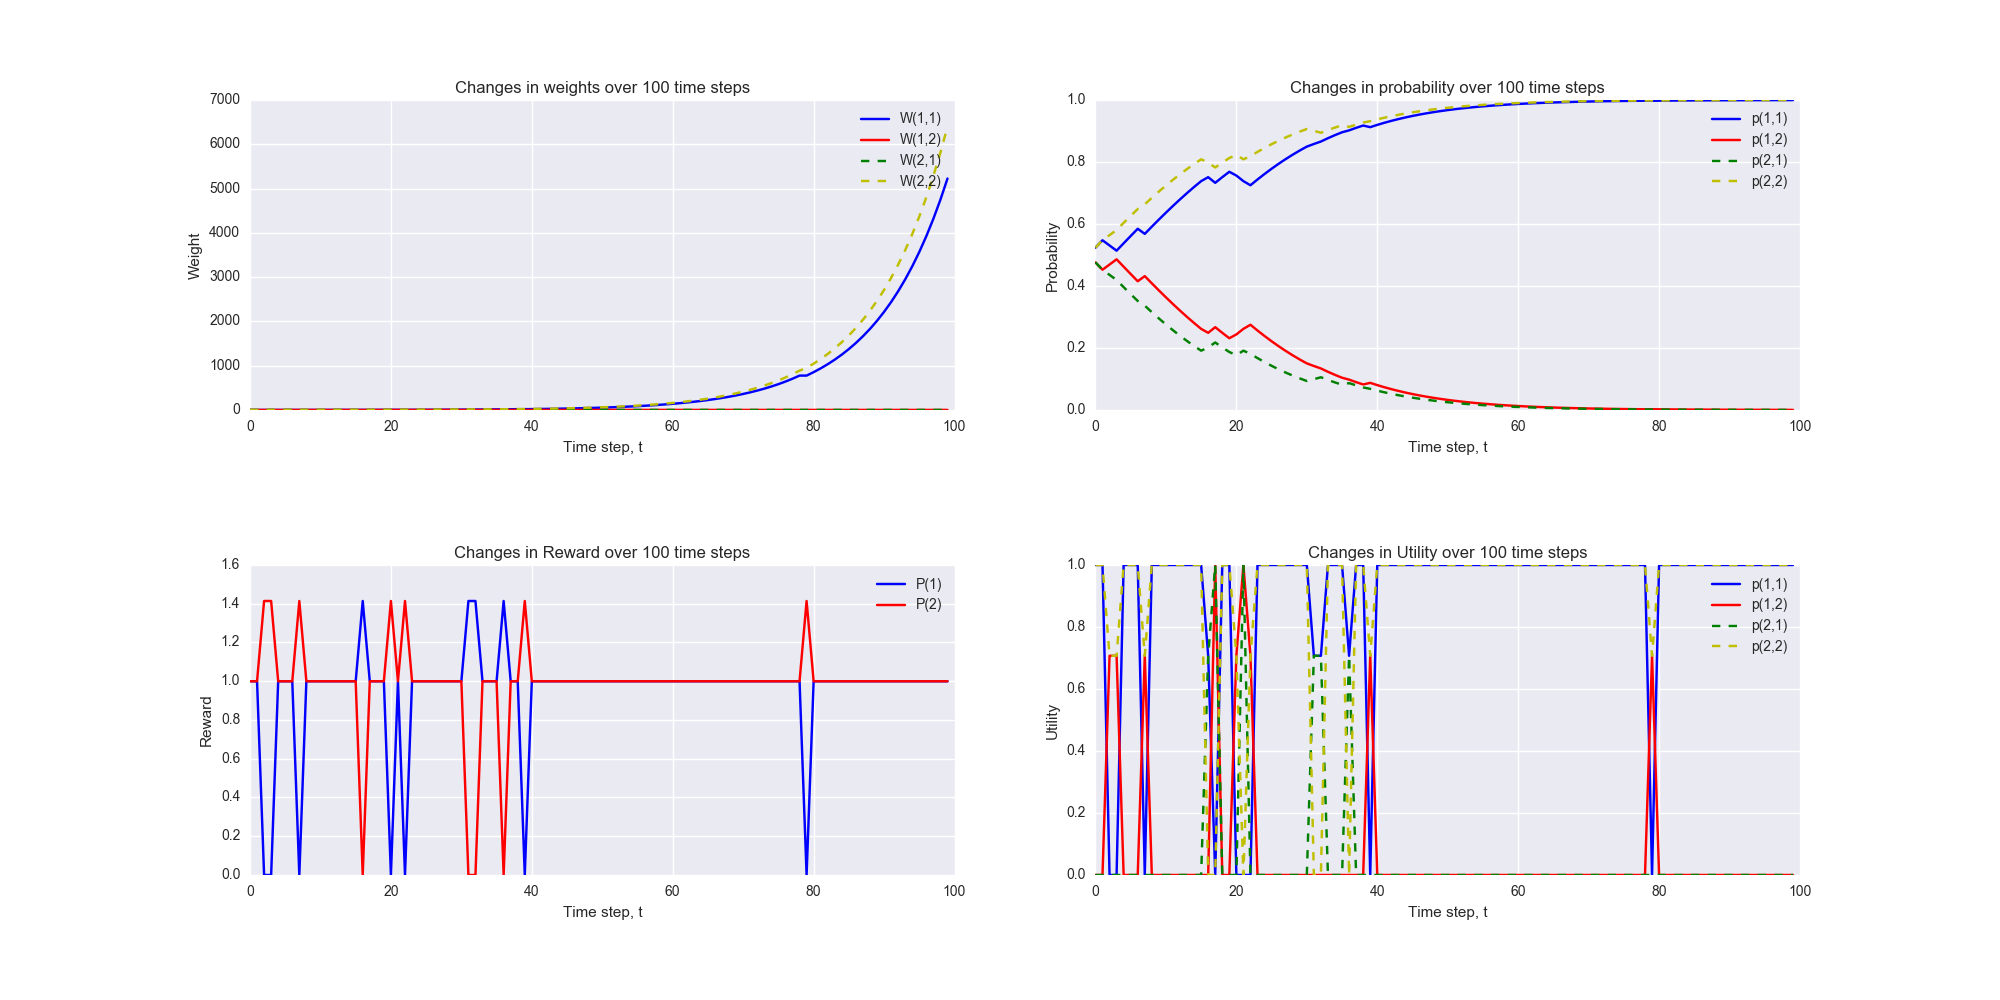 Changes in weights over 100 time steps
7000
6000
5000
4000
3000
2000
1000
0
Weight
0 20 40 60 80 100
Time step, t
W(1,1)
W(1,2)
W(2,1)
W(2,2)
Changes in probability over 100 time steps
1.0
0.8
0.6
0.4
0.2
0.0
Probability
0 20 40 60 80 100
Time step, t
p(1,1)
p(1,2)
p(2,1)
p(2,2)
Changes in Reward over 100 time steps
1.6
1.4
1.2
1.0
0.8
0.6
0.4
0.2
0.0
Reward
0 20 40 60 80 100
Time step, t
P(1)
P(2)
Changes in Utility over 100 time steps
1.0
0.8
0.6
0.4
0.2
0.0
Utility
0 20 40 60 80 100
Time step, t
p(1,1)
p(1,2)
p(2,1)
p(2,2)